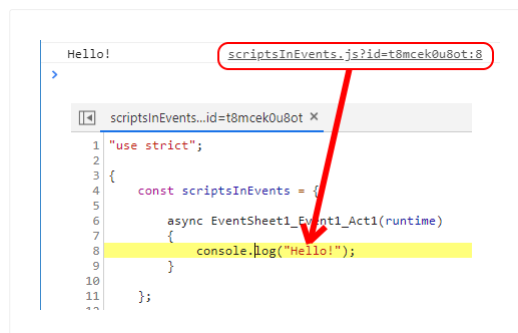 Hello! scriptsInEvents.js?id=t8mcek0u8ot:8
>
scriptsInEvents...id=t8mcek0u8ot ×
1 "use strict";
2
3 {
4 const scriptsInEvents = {
5
6 async EventSheet1_Event1_Act1(runtime)
7 {
8 console.log("Hello!");
9 }
10
11 };